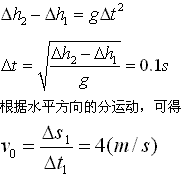 Δh₂ − Δh₁ = gΔt²
Δt = √((Δh₂ − Δh₁)/g) = 0.1s
根据水平方向的分运动，可得
v₀ = Δs₁/Δt₁ = 4(m/s)